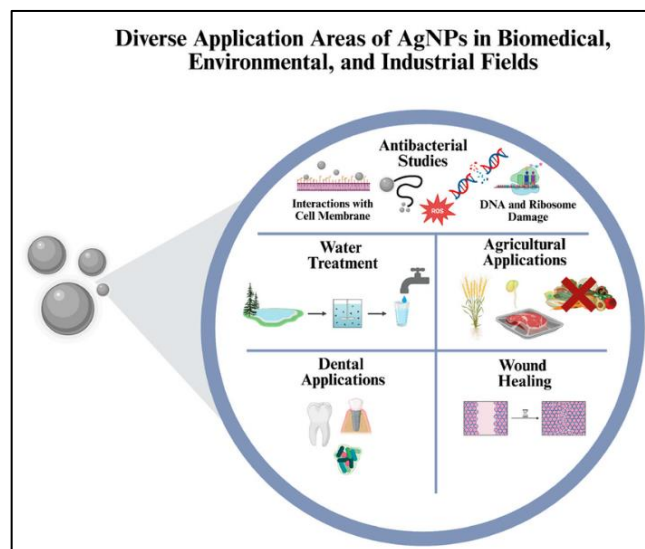 Diverse Application Areas of AgNPs in Biomedical,
Environmental, and Industrial Fields
Antibacterial
Studies
Interactions with
Cell Membrane
ROS
DNA and Ribosome
Damage
Water
Treatment
Agricultural
Applications
Dental
Applications
Wound
Healing